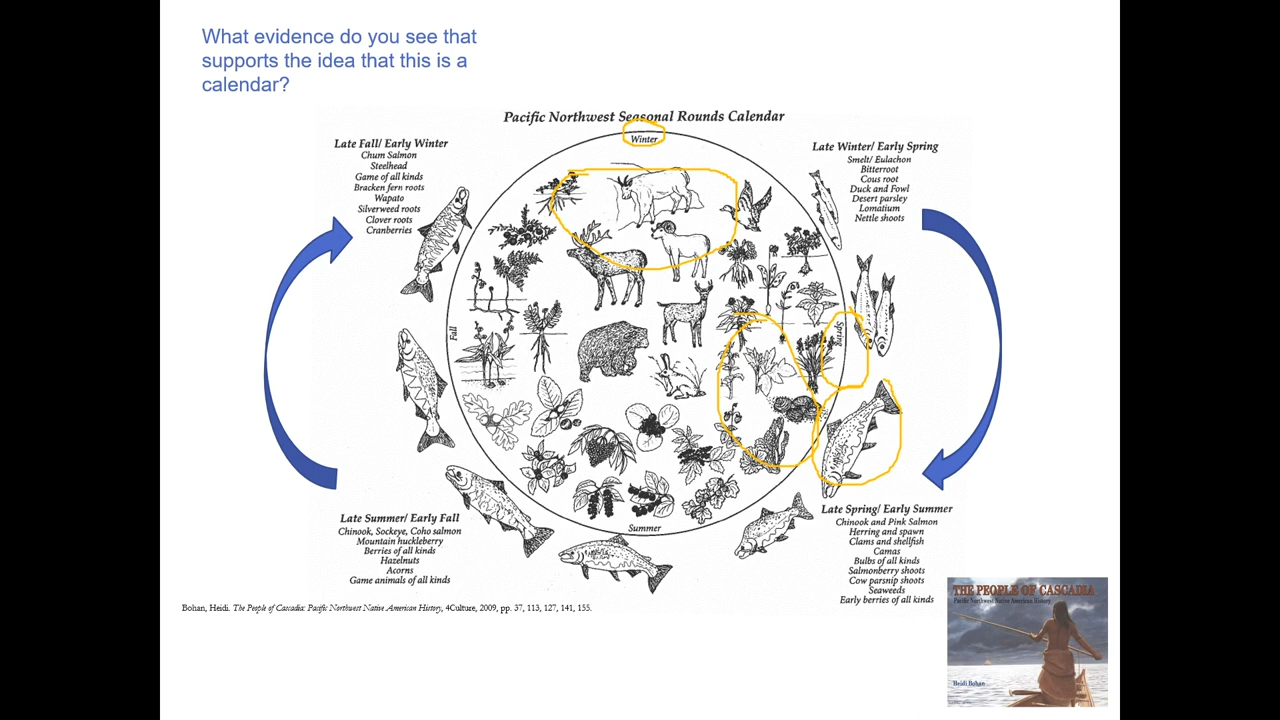 What evidence do you see that
supports the idea that this is a
calendar?
Pacific Northwest Seasonal Rounds Calendar
Winter
Late Fall/ Early Winter
Chum Salmon
Steelhead
Game of all kinds
Bracken fern roots
Wapato
Silverweed roots
Clover roots
Cranberries
Late Winter/ Early Spring
Smelt/ Eulachon
Bitterroot
Cous root
Duck and Fowl
Desert parsley
Lomatium
Nettle shoots
Fall
Spring
Late Summer/ Early Fall
Chinook, Sockeye, Coho salmon
Mountain huckleberry
Berries of all kinds
Hazelnuts
Acorns
Game animals of all kinds
Summer
Late Spring/ Early Summer
Chinook and Pink Salmon
Herring and spawn
Clams and shellfish
Camas
Bulbs of all kinds
Salmonberry shoots
Cow parsnip shoots
Seaweeds
Early berries of all kinds
Bohan, Heidi. The People of Cascadia: Pacific Northwest Native American History, 4Culture, 2009, pp. 37, 113, 127, 141, 155.
THE PEOPLE OF CASCADIA
Pacific Northwest Native American History
Heidi Bohan